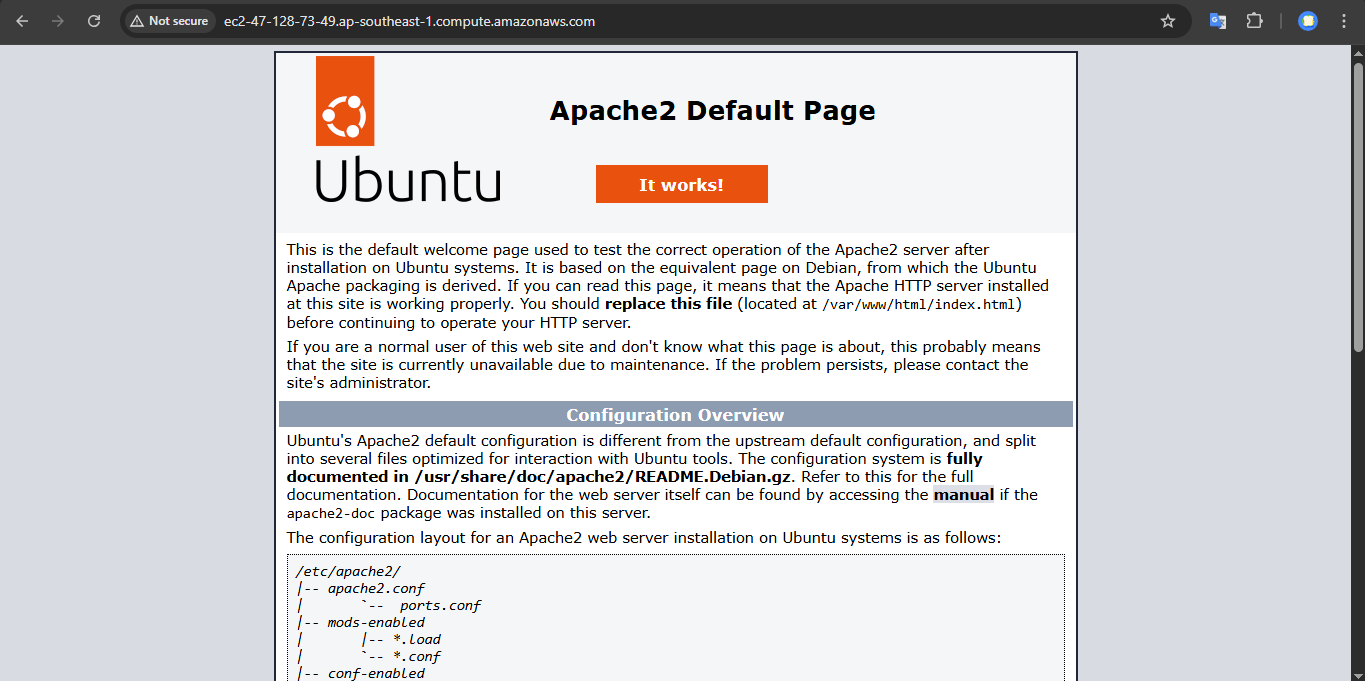 Not secure ec2-47-128-73-49.ap-southeast-1.compute.amazonaws.com
Apache2 Default Page
Ubuntu
It works!
This is the default welcome page used to test the correct operation of the Apache2 server after
installation on Ubuntu systems. It is based on the equivalent page on Debian, from which the Ubuntu
Apache packaging is derived. If you can read this page, it means that the Apache HTTP server installed
at this site is working properly. You should replace this file (located at /var/www/html/index.html)
before continuing to operate your HTTP server.
If you are a normal user of this web site and don't know what this page is about, this probably means
that the site is currently unavailable due to maintenance. If the problem persists, please contact the
site's administrator.
Configuration Overview
Ubuntu's Apache2 default configuration is different from the upstream default configuration, and split
into several files optimized for interaction with Ubuntu tools. The configuration system is fully
documented in /usr/share/doc/apache2/README.Debian.gz. Refer to this for the full
documentation. Documentation for the web server itself can be found by accessing the manual if the
apache2-doc package was installed on this server.
The configuration layout for an Apache2 web server installation on Ubuntu systems is as follows:
/etc/apache2/
|-- apache2.conf
|       `--  ports.conf
|-- mods-enabled
|       |-- *.load
|       `-- *.conf
|-- conf-enabled